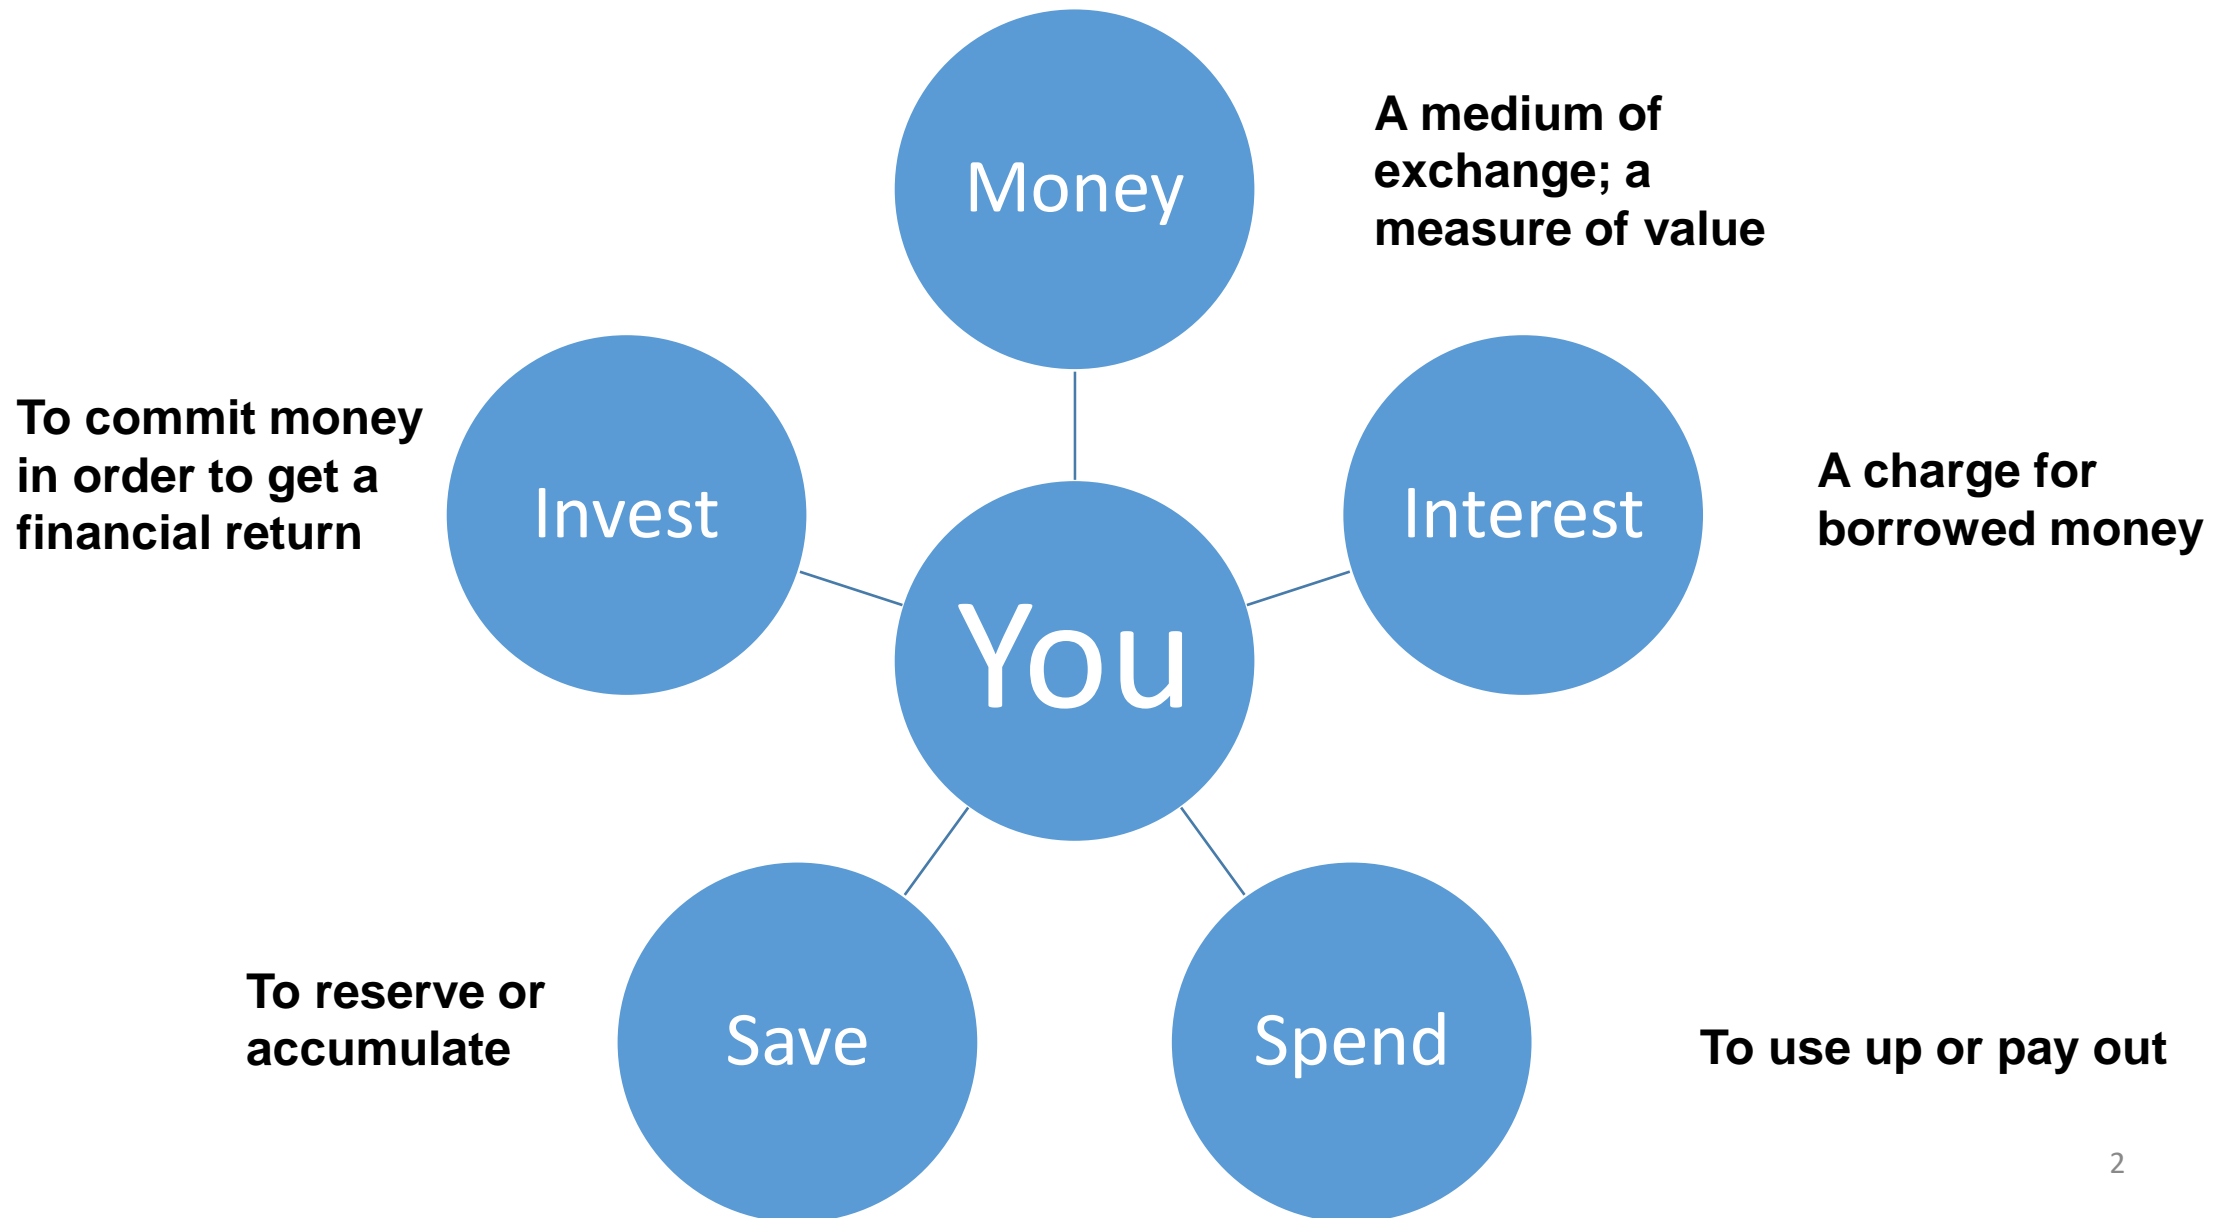 Money
A medium of
exchange; a
measure of value
To commit money
in order to get a
financial return
Invest
Interest
A charge for
borrowed money
You
To reserve or
accumulate
Save
Spend
To use up or pay out
2